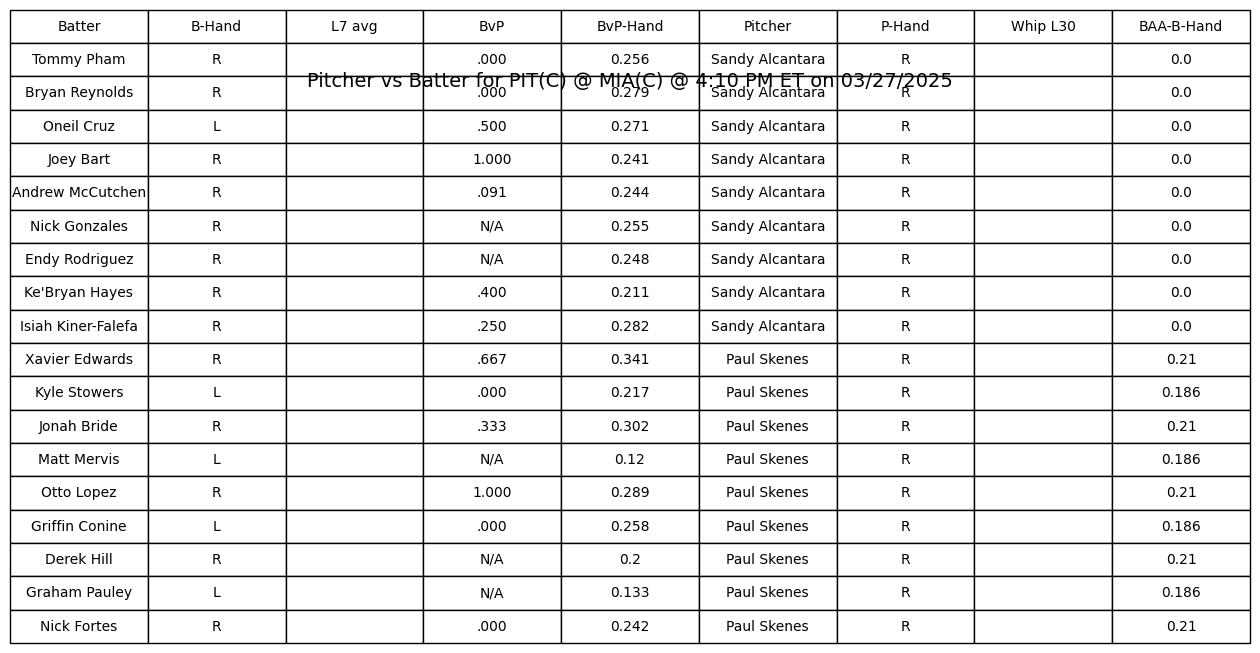 Batter B-Hand L7 avg BvP BvP-Hand Pitcher P-Hand Whip L30 BAA-B-Hand
Tommy Pham R .000 0.256 Sandy Alcantara R 0.0
Pitcher vs Batter for PIT(C) @ MIA(C) @ 4:10 PM ET on 03/27/2025
Bryan Reynolds R .000 0.279 Sandy Alcantara R 0.0
Oneil Cruz L .500 0.271 Sandy Alcantara R 0.0
Joey Bart R 1.000 0.241 Sandy Alcantara R 0.0
Andrew McCutchen R .091 0.244 Sandy Alcantara R 0.0
Nick Gonzales R N/A 0.255 Sandy Alcantara R 0.0
Endy Rodriguez R N/A 0.248 Sandy Alcantara R 0.0
Ke'Bryan Hayes R .400 0.211 Sandy Alcantara R 0.0
Isiah Kiner-Falefa R .250 0.282 Sandy Alcantara R 0.0
Xavier Edwards R .667 0.341 Paul Skenes R 0.21
Kyle Stowers L .000 0.217 Paul Skenes R 0.186
Jonah Bride R .333 0.302 Paul Skenes R 0.21
Matt Mervis L N/A 0.12 Paul Skenes R 0.186
Otto Lopez R 1.000 0.289 Paul Skenes R 0.21
Griffin Conine L .000 0.258 Paul Skenes R 0.186
Derek Hill R N/A 0.2 Paul Skenes R 0.21
Graham Pauley L N/A 0.133 Paul Skenes R 0.186
Nick Fortes R .000 0.242 Paul Skenes R 0.21